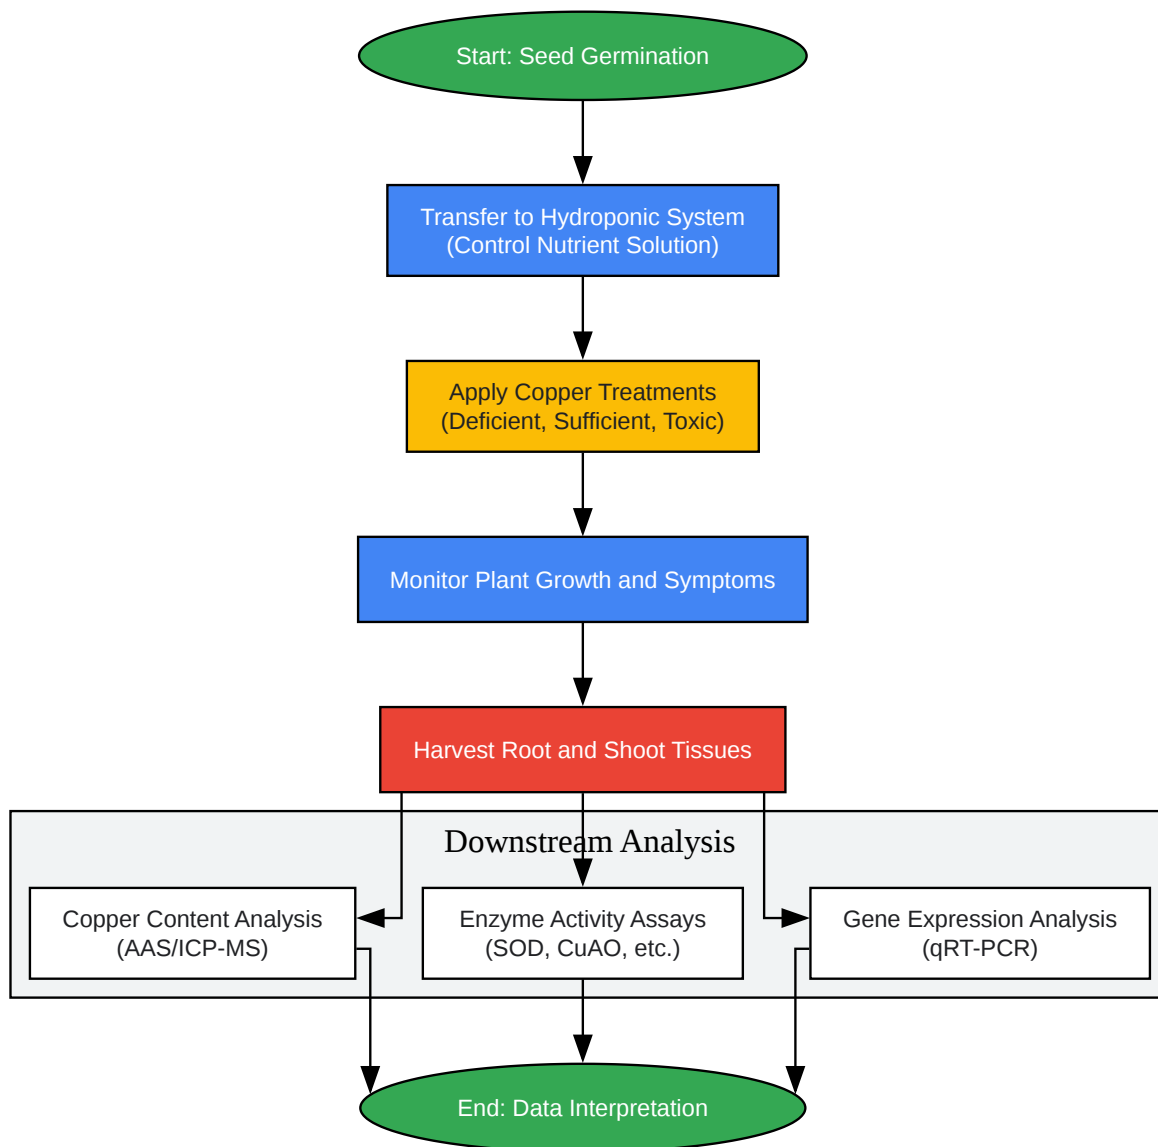 Start: Seed Germination
Transfer to Hydroponic System
(Control Nutrient Solution)
Apply Copper Treatments
(Deficient, Sufficient, Toxic)
Monitor Plant Growth and Symptoms
Harvest Root and Shoot Tissues
Downstream Analysis
Copper Content Analysis
(AAS/ICP-MS)
Enzyme Activity Assays
(SOD, CuAO, etc.)
Gene Expression Analysis
(qRT-PCR)
End: Data Interpretation